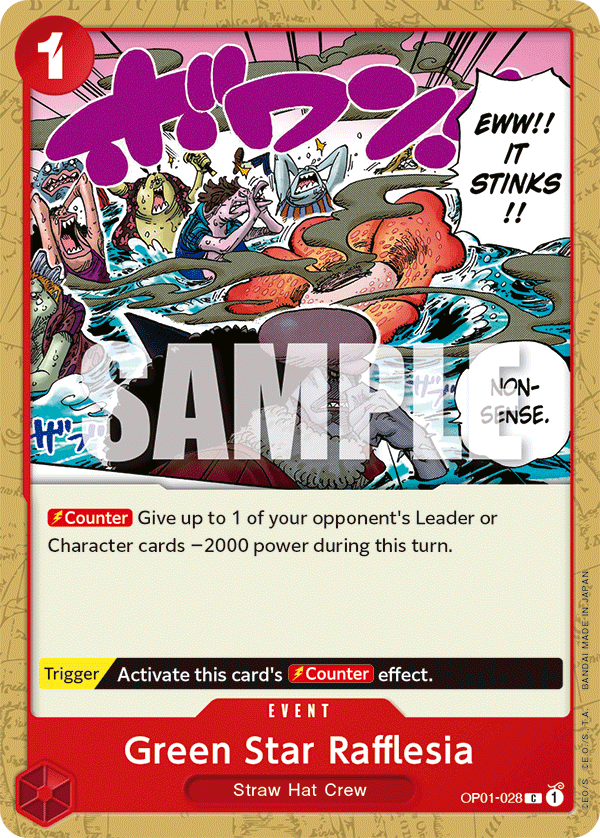 1
ボワン!
EWW!!
IT
STINKS
!!
NON-
SENSE.
SAMPLE
Counter Give up to 1 of your opponent's Leader or
Character cards −2000 power during this turn.
Trigger Activate this card's Counter effect.
EVENT
Green Star Rafflesia
Straw Hat Crew
OP01-028 C 1
BANDAI MADE IN JAPAN